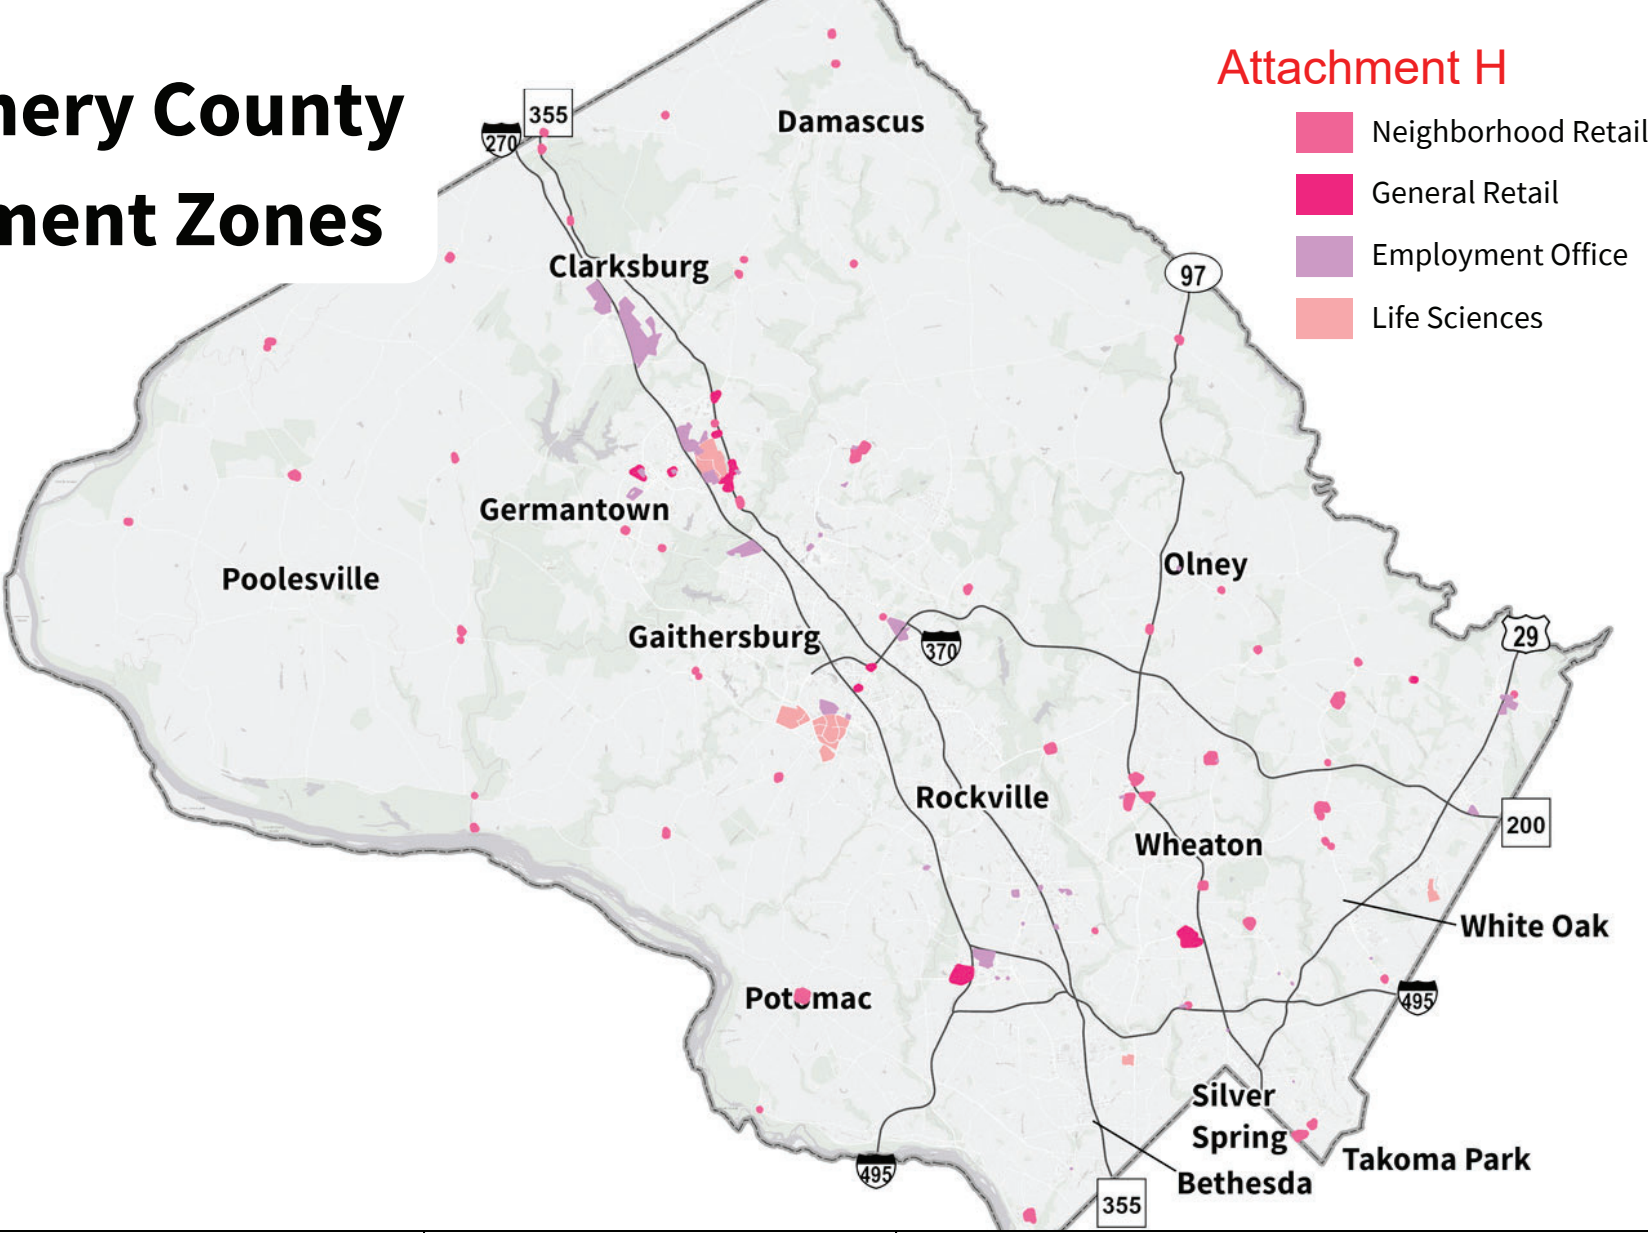 nery County
ment Zones
Attachment H
Neighborhood Retail
General Retail
Employment Office
Life Sciences
355
270
Damascus
Clarksburg
97
Germantown
Poolesville
Olney
Gaithersburg
370
29
Rockville
200
Wheaton
White Oak
Potomac
495
Silver
Spring
Takoma Park
Bethesda
495
355